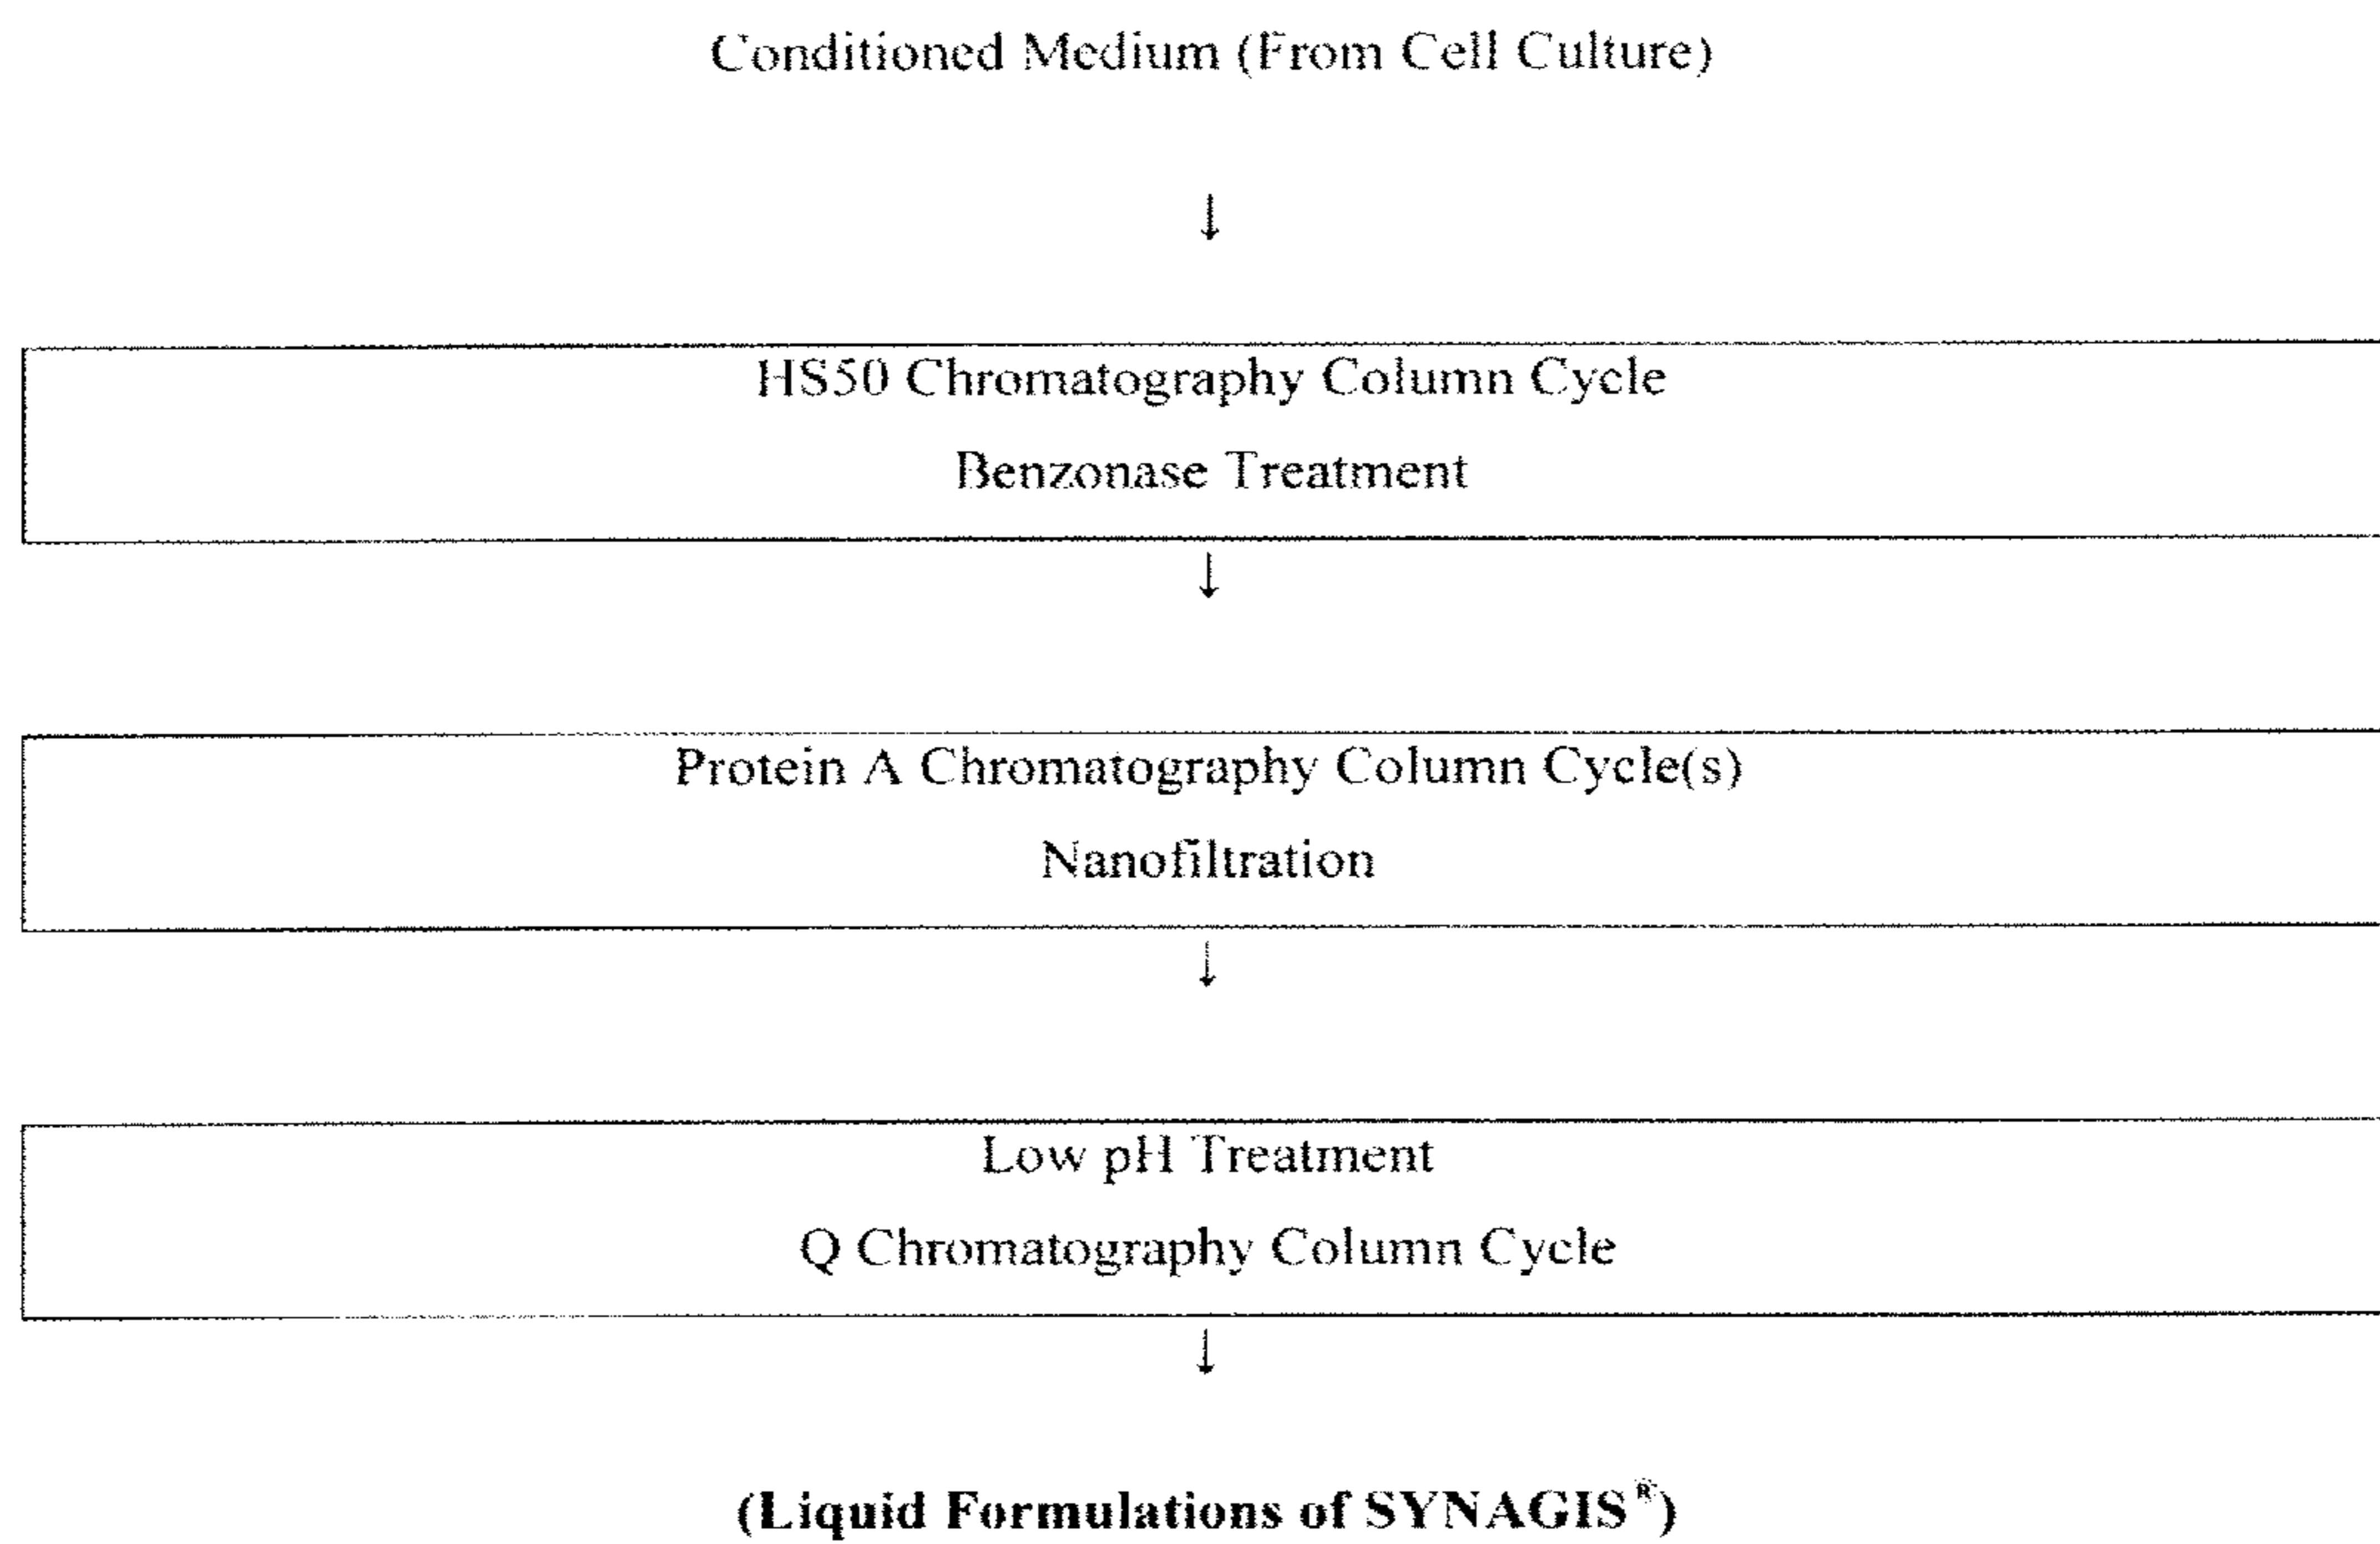 Conditioned Medium (From Cell Culture)
↓
HS50 Chromatography Column Cycle
Benzonase Treatment
↓
Protein A Chromatography Column Cycle(s)
Nanofiltration
↓
Low pH Treatment
Q Chromatography Column Cycle
↓
(Liquid Formulations of SYNAGIS®)